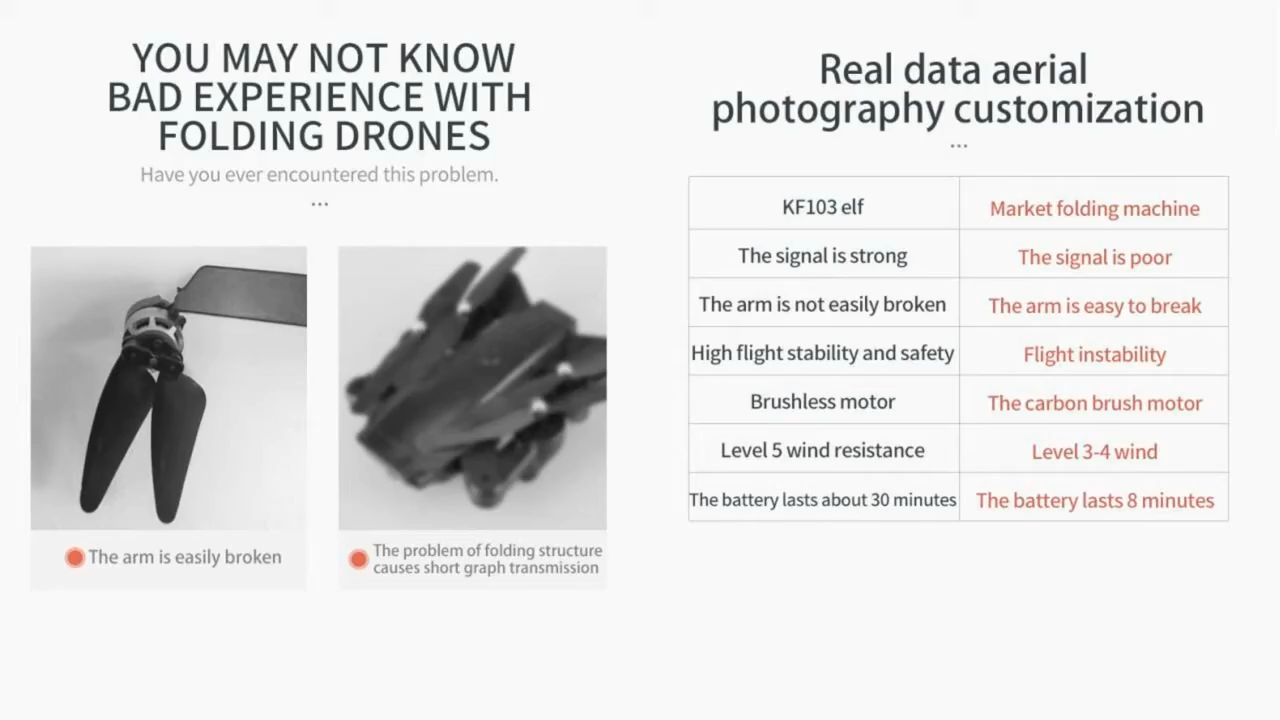 YOU MAY NOT KNOW
BAD EXPERIENCE WITH
FOLDING DRONES
Have you ever encountered this problem.
...
The arm is easily broken
The problem of folding structure
causes short graph transmission
Real data aerial
photography customization
...
KF103 elf
Market folding machine
The signal is strong
The signal is poor
The arm is not easily broken
The arm is easy to break
High flight stability and safety
Flight instability
Brushless motor
The carbon brush motor
Level 5 wind resistance
Level 3-4 wind
The battery lasts about 30 minutes
The battery lasts 8 minutes